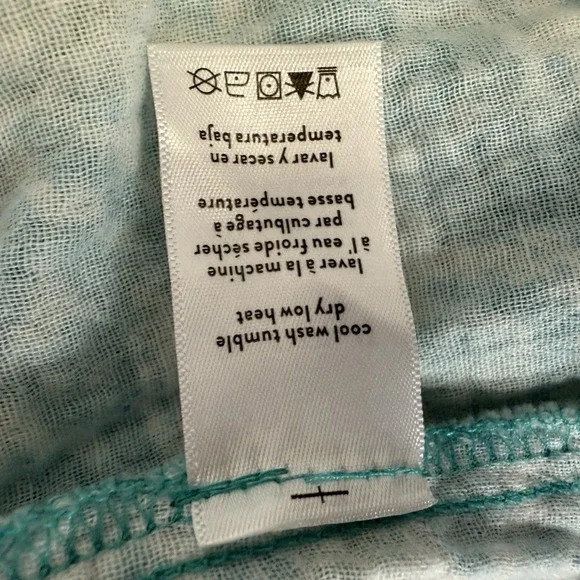 cool wash tumble
dry low heat
laver à la machine
à l'eau froide sécher
par culbutage à
basse température
lavar y secar en
temperatura baja